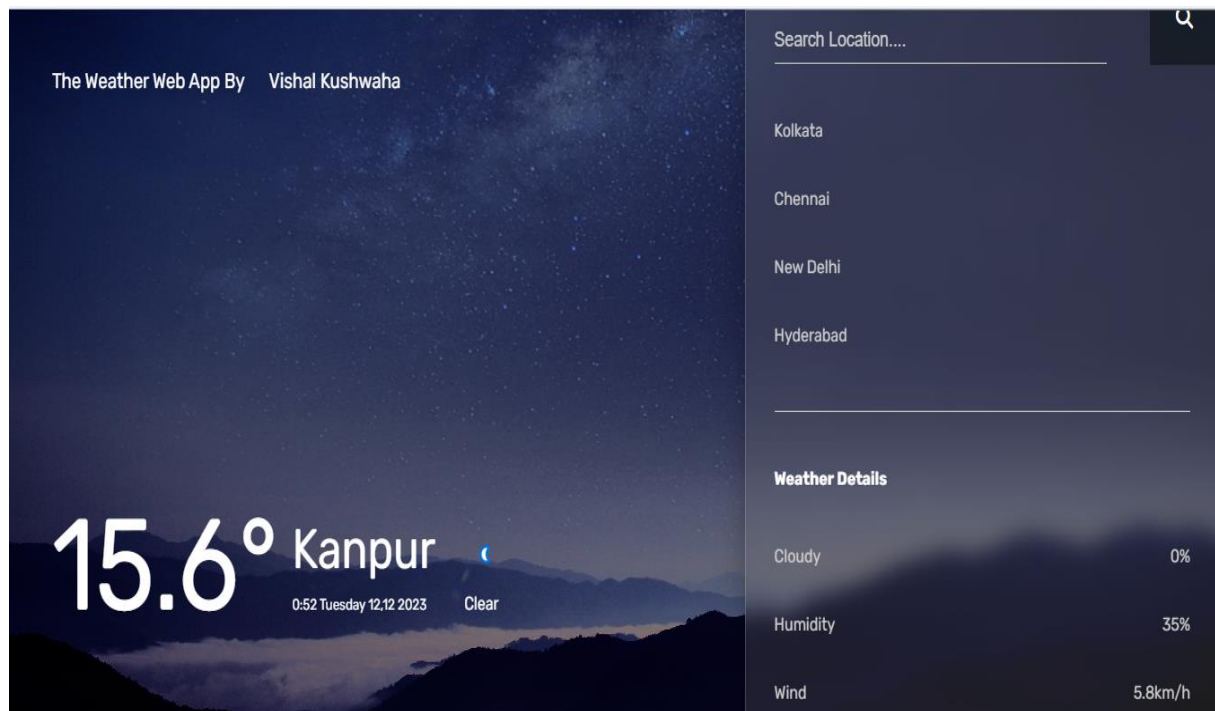 The Weather Web App By Vishal Kushwaha
15.6° Kanpur
0:52 Tuesday 12,12 2023 Clear
Search Location....
Kolkata
Chennai
New Delhi
Hyderabad
Weather Details
Cloudy 0%
Humidity 35%
Wind 5.8km/h